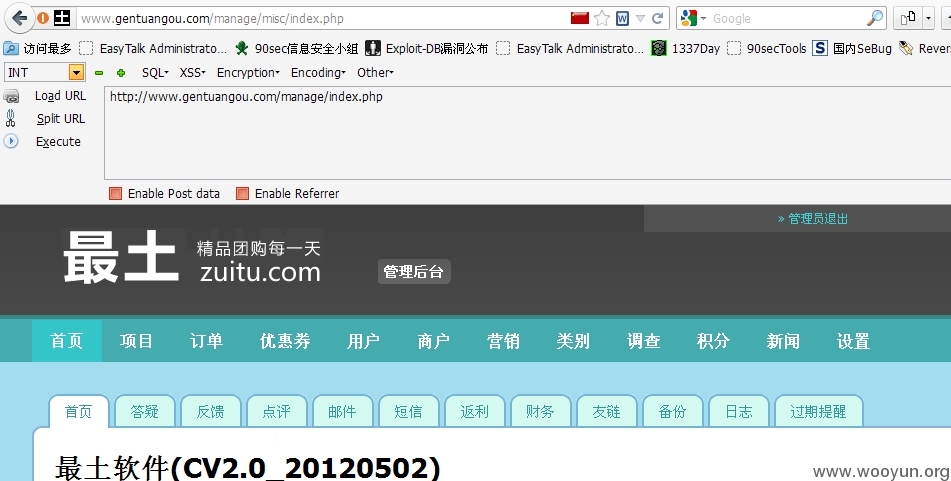 www.gentuangou.com/manage/misc/index.php Google
访问最多 EasyTalk Administrato... 90sec信息安全小组 Exploit-DB漏洞公布 EasyTalk Administrato... 1337Day 90secTools 国内SeBug Rever
INT SQL XSS Encryption Encoding Other
Load URL http://www.gentuangou.com/manage/index.php
Split URL
Execute
Enable Post data Enable Referrer
» 管理员退出
最土 精品团购每一天
zuitu.com 管理后台
首页 项目 订单 优惠券 用户 商户 营销 类别 调查 积分 新闻 设置
首页 答疑 反馈 点评 邮件 短信 返利 财务 友链 备份 日志 过期提醒
最土软件(CV2.0_20120502)
www.wooyun.org